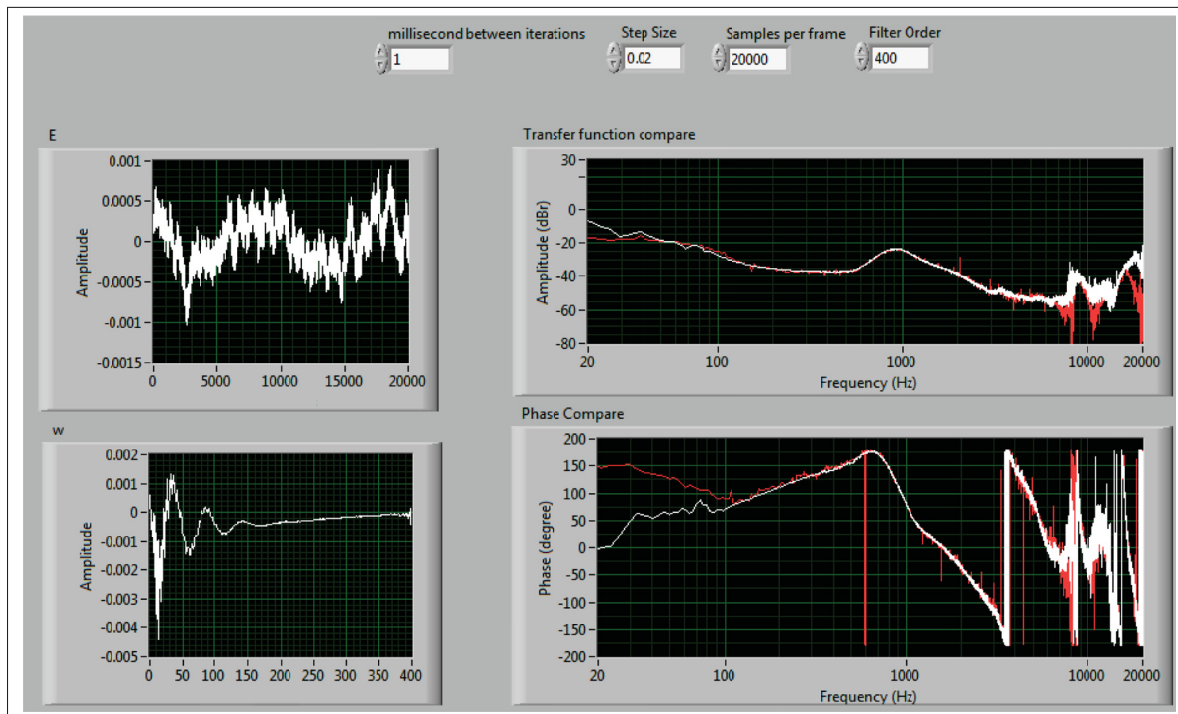 millisecond between iterations
1
Step Size
0.02
Samples per frame
20000
Filter Order
400
E
Amplitude
0.001
0.0005
0
-0.0005
-0.001
-0.0015
0 5000 10000 15000 20000
Transfer function compare
Amplitude (dBr)
30
0
-20
-40
-60
-80
20 100 1000 10000 20000
Frequency (Hz)
w
Amplitude
0.002
0.001
0
-0.001
-0.002
-0.003
-0.004
-0.005
0 50 100 150 200 250 300 350 400
Phase Compare
Phase (degree)
200
150
100
50
0
-50
-100
-150
-200
20 100 1000 10000 20000
Frequency (Hz)